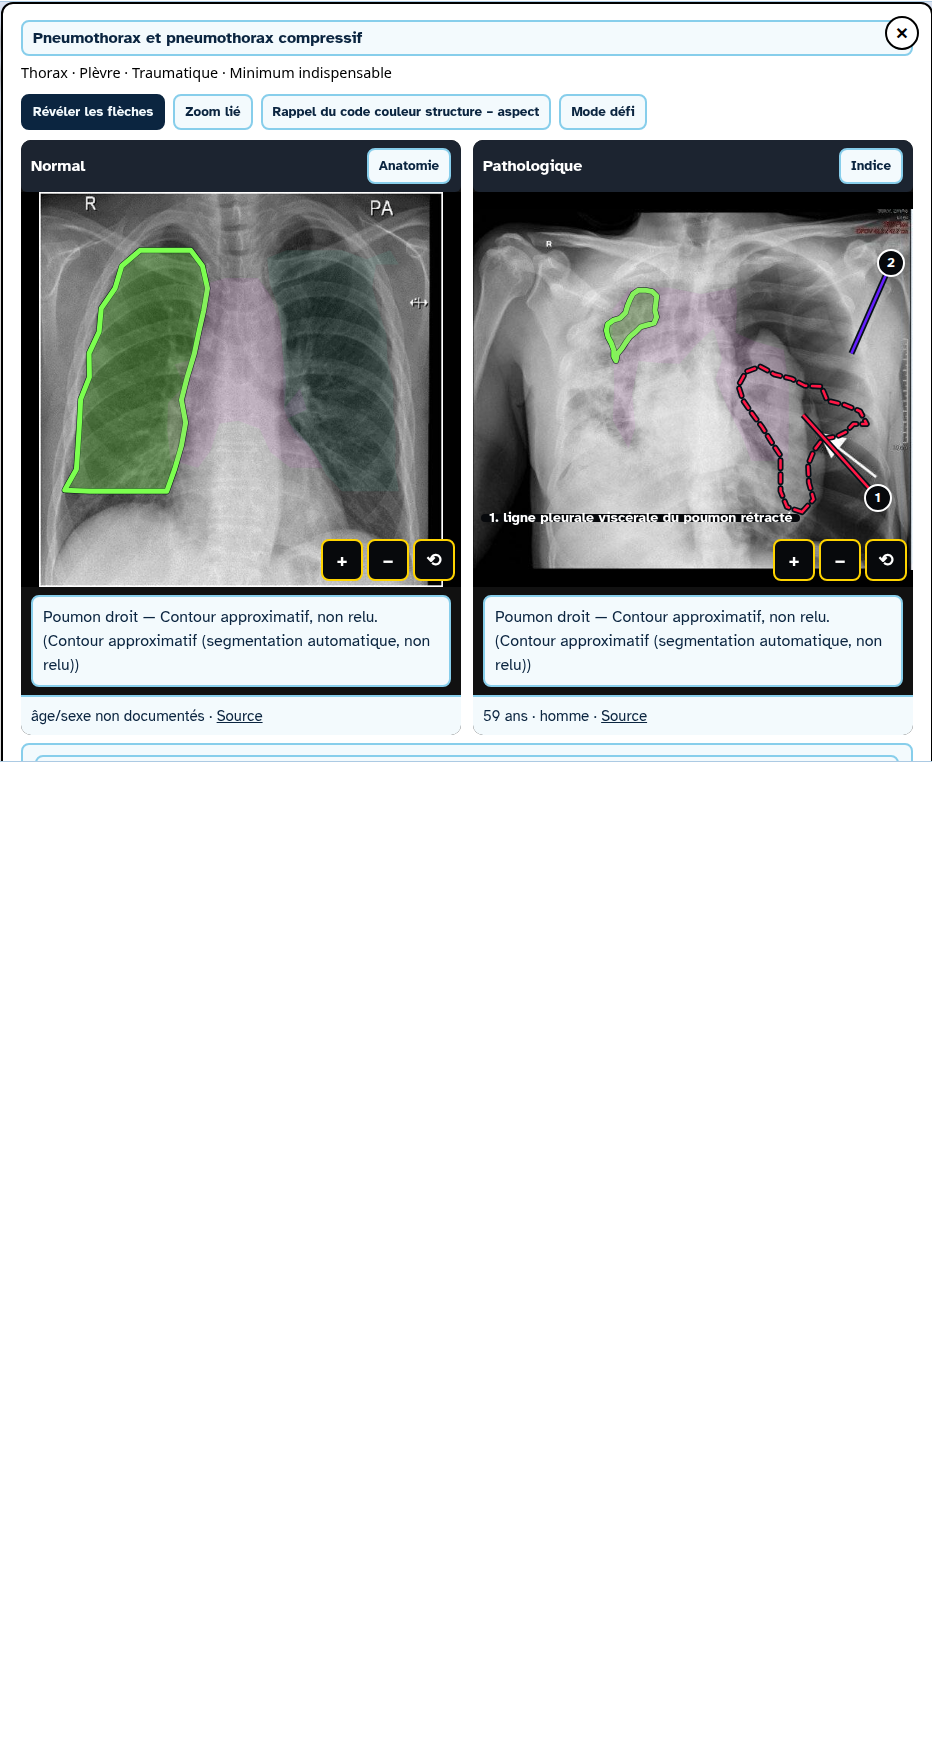 Pneumothorax et pneumothorax compressif
✕
Thorax · Plèvre · Traumatique · Minimum indispensable
Révéler les flèches
Zoom lié
Rappel du code couleur structure – aspect
Mode défi
Normal
Anatomie
R
PA
+
−
⟲
Poumon droit — Contour approximatif, non relu.
(Contour approximatif (segmentation automatique, non
relu))
âge/sexe non documentés · Source
Pathologique
Indice
R
2
1
1. ligne pleurale viscérale du poumon rétracté
+
−
⟲
Poumon droit — Contour approximatif, non relu.
(Contour approximatif (segmentation automatique, non
relu))
59 ans · homme · Source